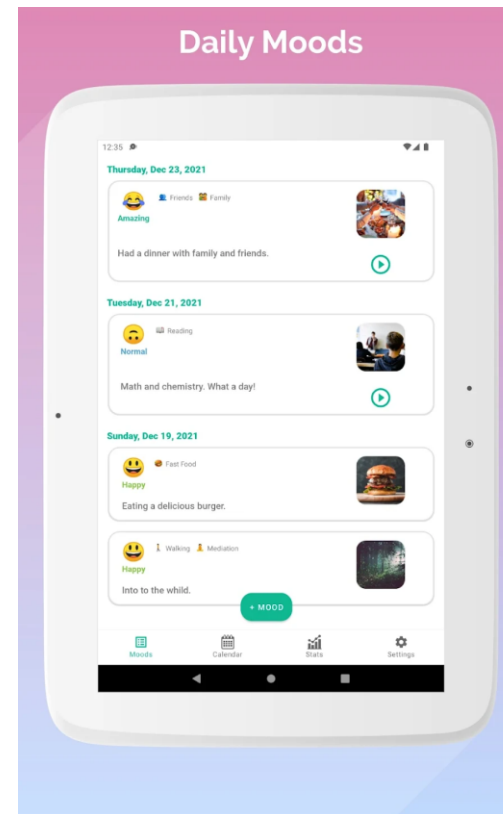 Daily Moods
12:35
Thursday, Dec 23, 2021
Friends Family
Amazing
Had a dinner with family and friends.
Tuesday, Dec 21, 2021
Reading
Normal
Math and chemistry. What a day!
Sunday, Dec 19, 2021
Fast Food
Happy
Eating a delicious burger.
Walking Mediation
Happy
Into to the whild.
+ MOOD
Moods Calendar Stats Settings